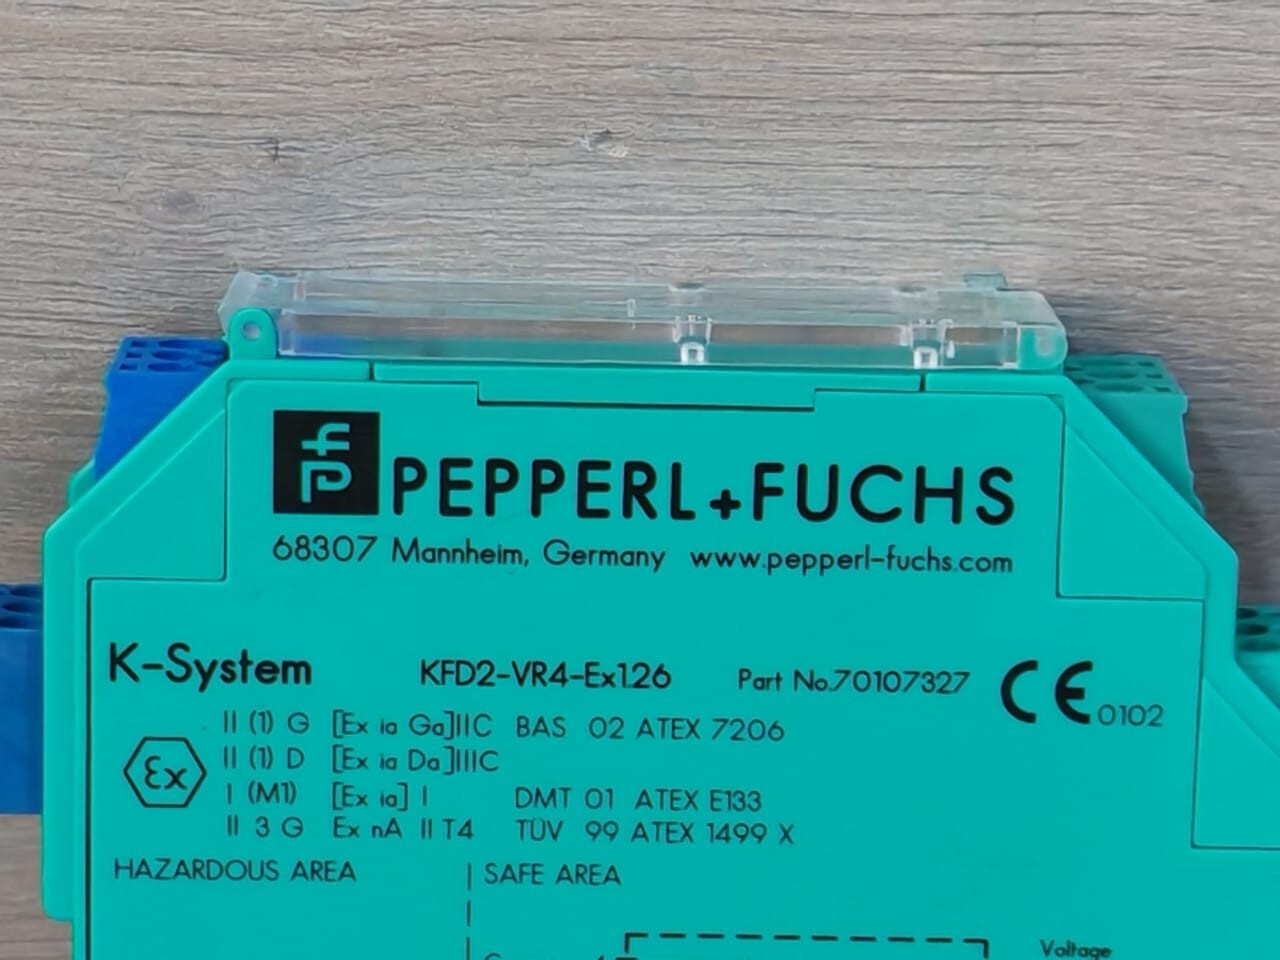 PEPPERL+FUCHS
68307 Mannheim, Germany www.pepperl-fuchs.com
K-System KFD2-VR4-Ex1.26 Part No.70107327 CE 0102
II (1) G [Ex ia Ga]IIC BAS 02 ATEX 7206
II (1) D [Ex ia Da]IIIC
Ex
I (M1) [Ex ia] I DMT 01 ATEX E133
II 3 G Ex nA II T4 TÜV 99 ATEX 1499 X
HAZARDOUS AREA SAFE AREA
Voltage